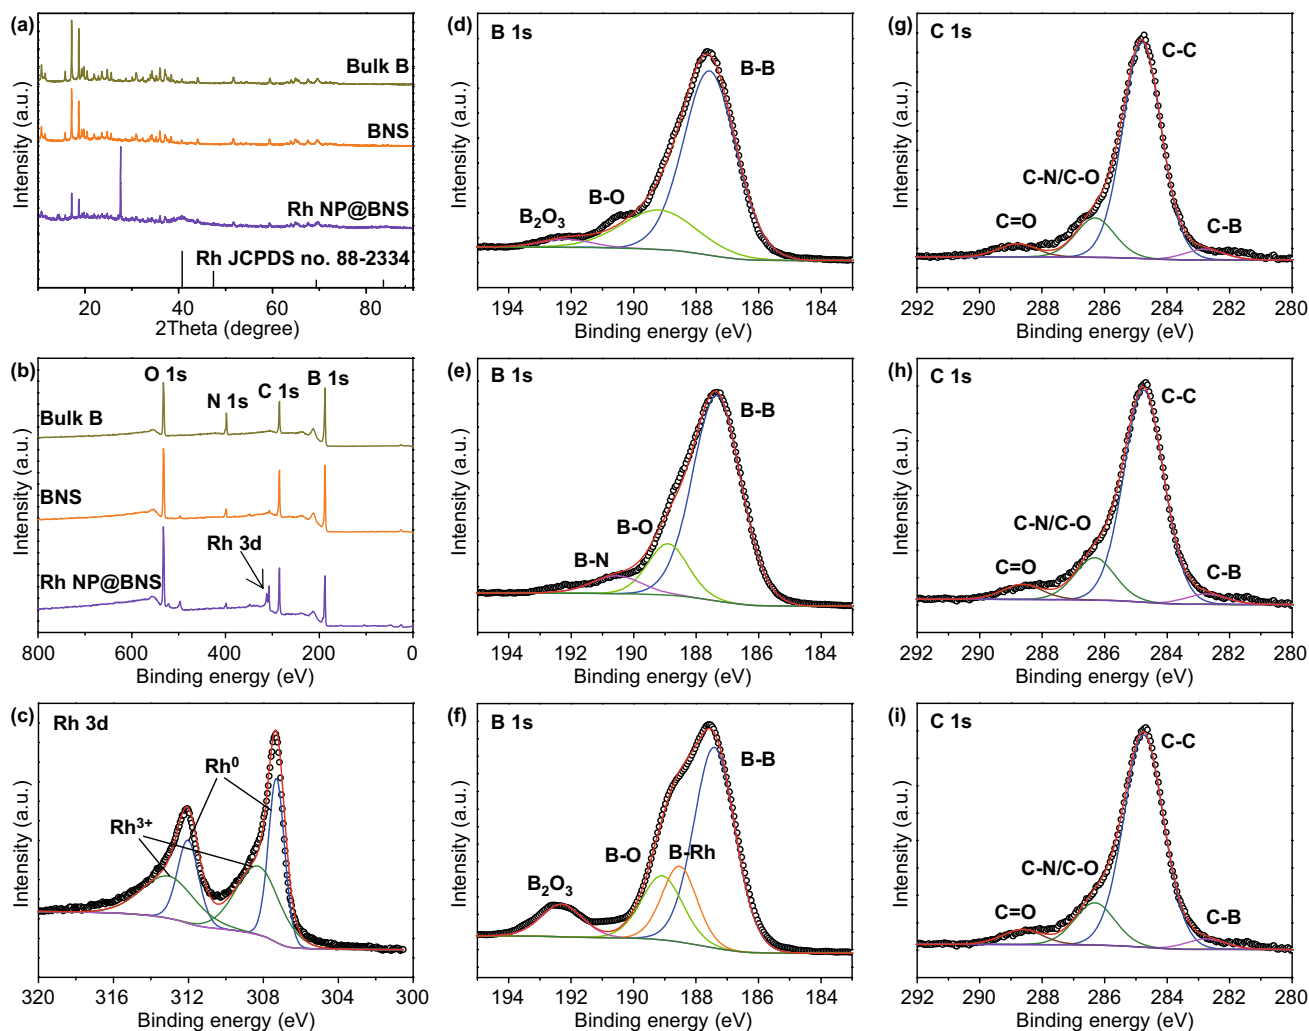 (a)
Bulk B
BNS
Rh NP@BNS
Rh JCPDS no. 88-2334
Intensity (a.u.)
20 40 60 80
2Theta (degree)
(b)
O 1s
N 1s
C 1s
B 1s
Bulk B
BNS
Rh 3d
Rh NP@BNS
Intensity (a.u.)
800 600 400 200 0
Binding energy (eV)
(c)
Rh 3d
Rh⁰
Rh³⁺
Intensity (a.u.)
320 316 312 307 304 300
Binding energy (eV)
(d)
B 1s
B-B
B-O
B₂O₃
Intensity (a.u.)
194 192 190 188 186 184
Binding energy (eV)
(e)
B 1s
B-B
B-O
B-N
Intensity (a.u.)
194 192 190 188 186 184
Binding energy (eV)
(f)
B 1s
B-B
B-O
B-Rh
B₂O₃
Intensity (a.u.)
194 192 190 188 186 184
Binding energy (eV)
(g)
C 1s
C-C
C-N/C-O
C=O
C-B
Intensity (a.u.)
292 290 288 286 284 282 280
Binding energy (eV)
(h)
C 1s
C-C
C-N/C-O
C=O
C-B
Intensity (a.u.)
292 290 288 286 284 282 280
Binding energy (eV)
(i)
C 1s
C-C
C-N/C-O
C=O
C-B
Intensity (a.u.)
292 290 288 286 284 282 280
Binding energy (eV)